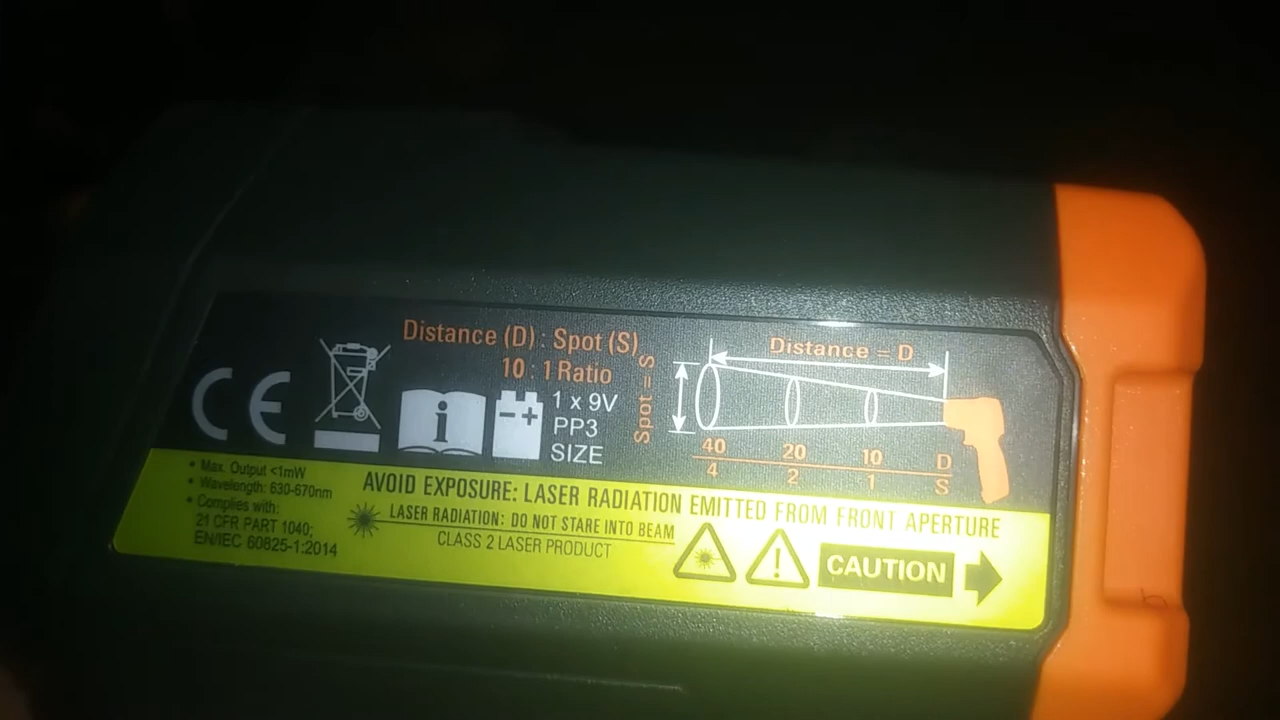 CE
Distance (D) : Spot (S)
10 : 1 Ratio
i
- +
1 x 9V
PP3
SIZE
Spot = S
Distance = D
40 20 10 D
4 2 1 S
• Max. Output <1mW
• Wavelength: 630-670nm
• Complies with:
21 CFR PART 1040;
EN/IEC 60825-1:2014
AVOID EXPOSURE: LASER RADIATION EMITTED FROM FRONT APERTURE
LASER RADIATION: DO NOT STARE INTO BEAM
CLASS 2 LASER PRODUCT
!
CAUTION